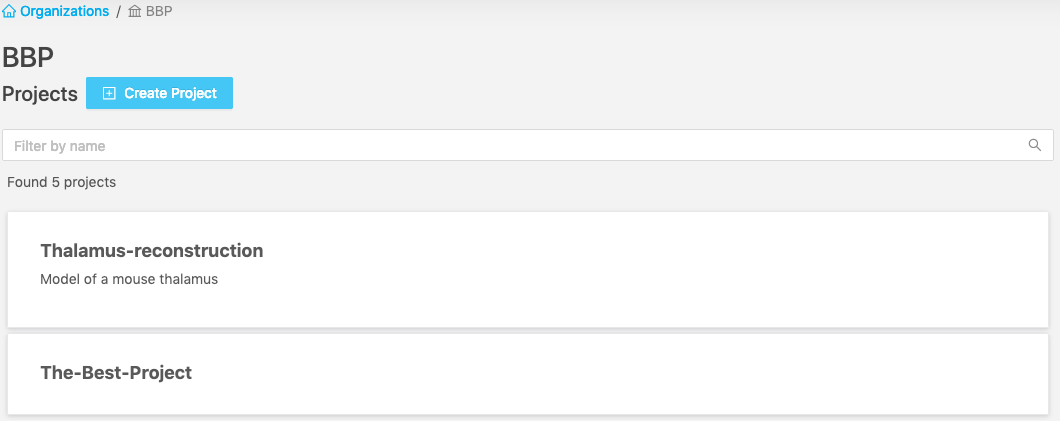 Organizations / BBP
BBP
Projects Create Project
Filter by name
Found 5 projects
Thalamus-reconstruction
Model of a mouse thalamus
The-Best-Project